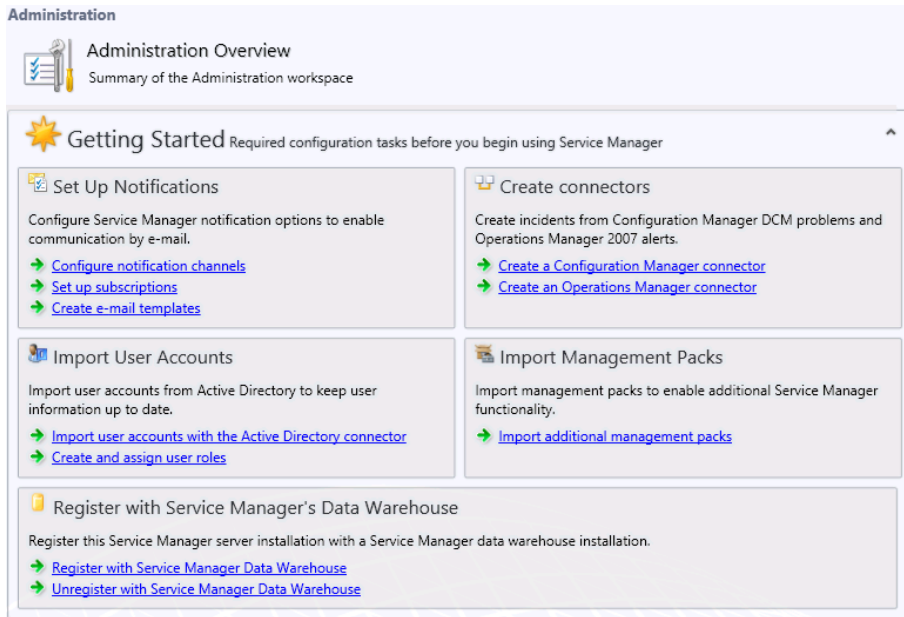 Administration
Administration Overview
Summary of the Administration workspace
Getting Started Required configuration tasks before you begin using Service Manager
Set Up Notifications
Configure Service Manager notification options to enable
communication by e-mail.
Configure notification channels
Set up subscriptions
Create e-mail templates
Create connectors
Create incidents from Configuration Manager DCM problems and
Operations Manager 2007 alerts.
Create a Configuration Manager connector
Create an Operations Manager connector
Import User Accounts
Import user accounts from Active Directory to keep user
information up to date.
Import user accounts with the Active Directory connector
Create and assign user roles
Import Management Packs
Import management packs to enable additional Service Manager
functionality.
Import additional management packs
Register with Service Manager's Data Warehouse
Register this Service Manager server installation with a Service Manager data warehouse installation.
Register with Service Manager Data Warehouse
Unregister with Service Manager Data Warehouse